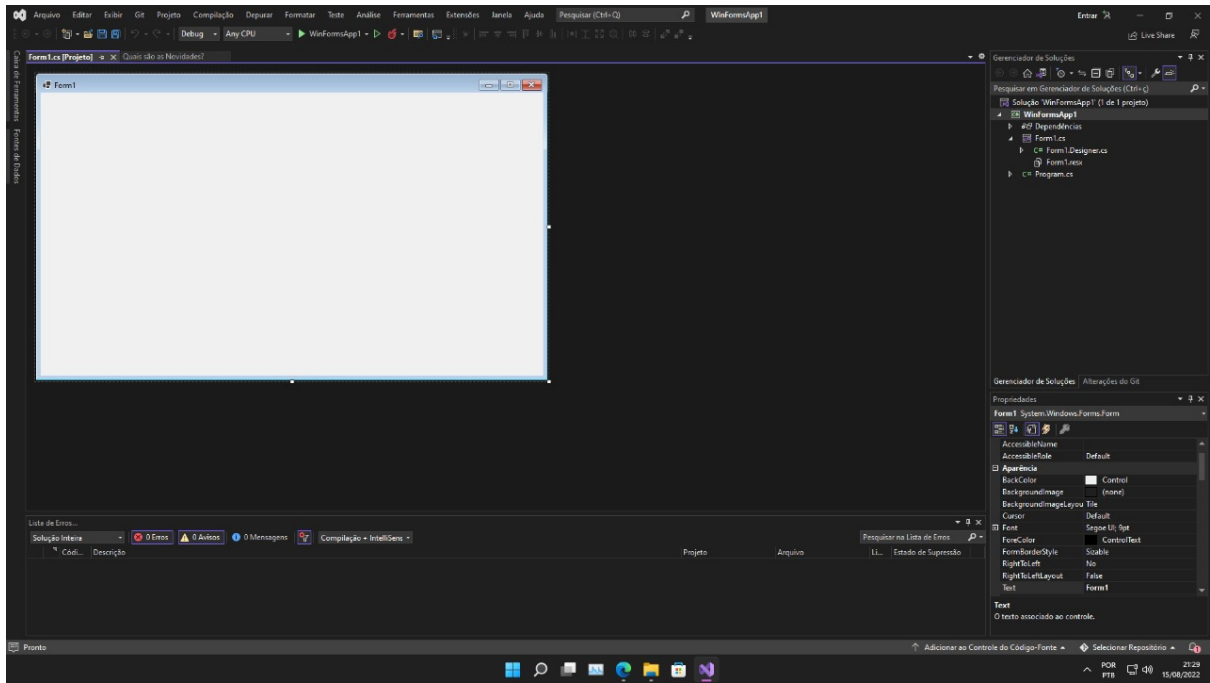 Arquivo Editar Exibir Git Projeto Compilação Depurar Formatar Teste Análise Ferramentas Extensões Janela Ajuda Pesquisar (Ctrl+Q) WinFormsApp1 Entrar
Debug Any CPU WinFormsApp1 Live Share
Caixa de Ferramentas Fontes de Dados
Form1.cs [Projeto] Quais são as Novidades?
Form1
Gerenciador de Soluções
Pesquisar em Gerenciador de Soluções (Ctrl+ç)
Solução 'WinFormsApp1' (1 de 1 projeto)
WinFormsApp1
Dependências
Form1.cs
C# Form1.Designer.cs
Form1.resx
C# Program.cs
Gerenciador de Soluções Alterações do Git
Propriedades
Form1 System.Windows.Forms.Form
AccessibleName
AccessibleRole Default
Aparência
BackColor Control
BackgroundImage (none)
BackgroundImageLayou Tile
Cursor Default
Font Segoe UI; 9pt
ForeColor ControlText
FormBorderStyle Sizable
RightToLeft No
RightToLeftLayout False
Text Form1
Text
O texto associado ao controle.
Lista de Erros...
Solução Inteira 0 Erros 0 Avisos 0 Mensagens Compilação + IntelliSens Pesquisar na Lista de Erros
Códi... Descrição Projeto Arquivo Li... Estado de Supressão
Pronto Adicionar ao Controle do Código-Fonte Selecionar Repositório
POR
PTB
21:29
15/08/2022